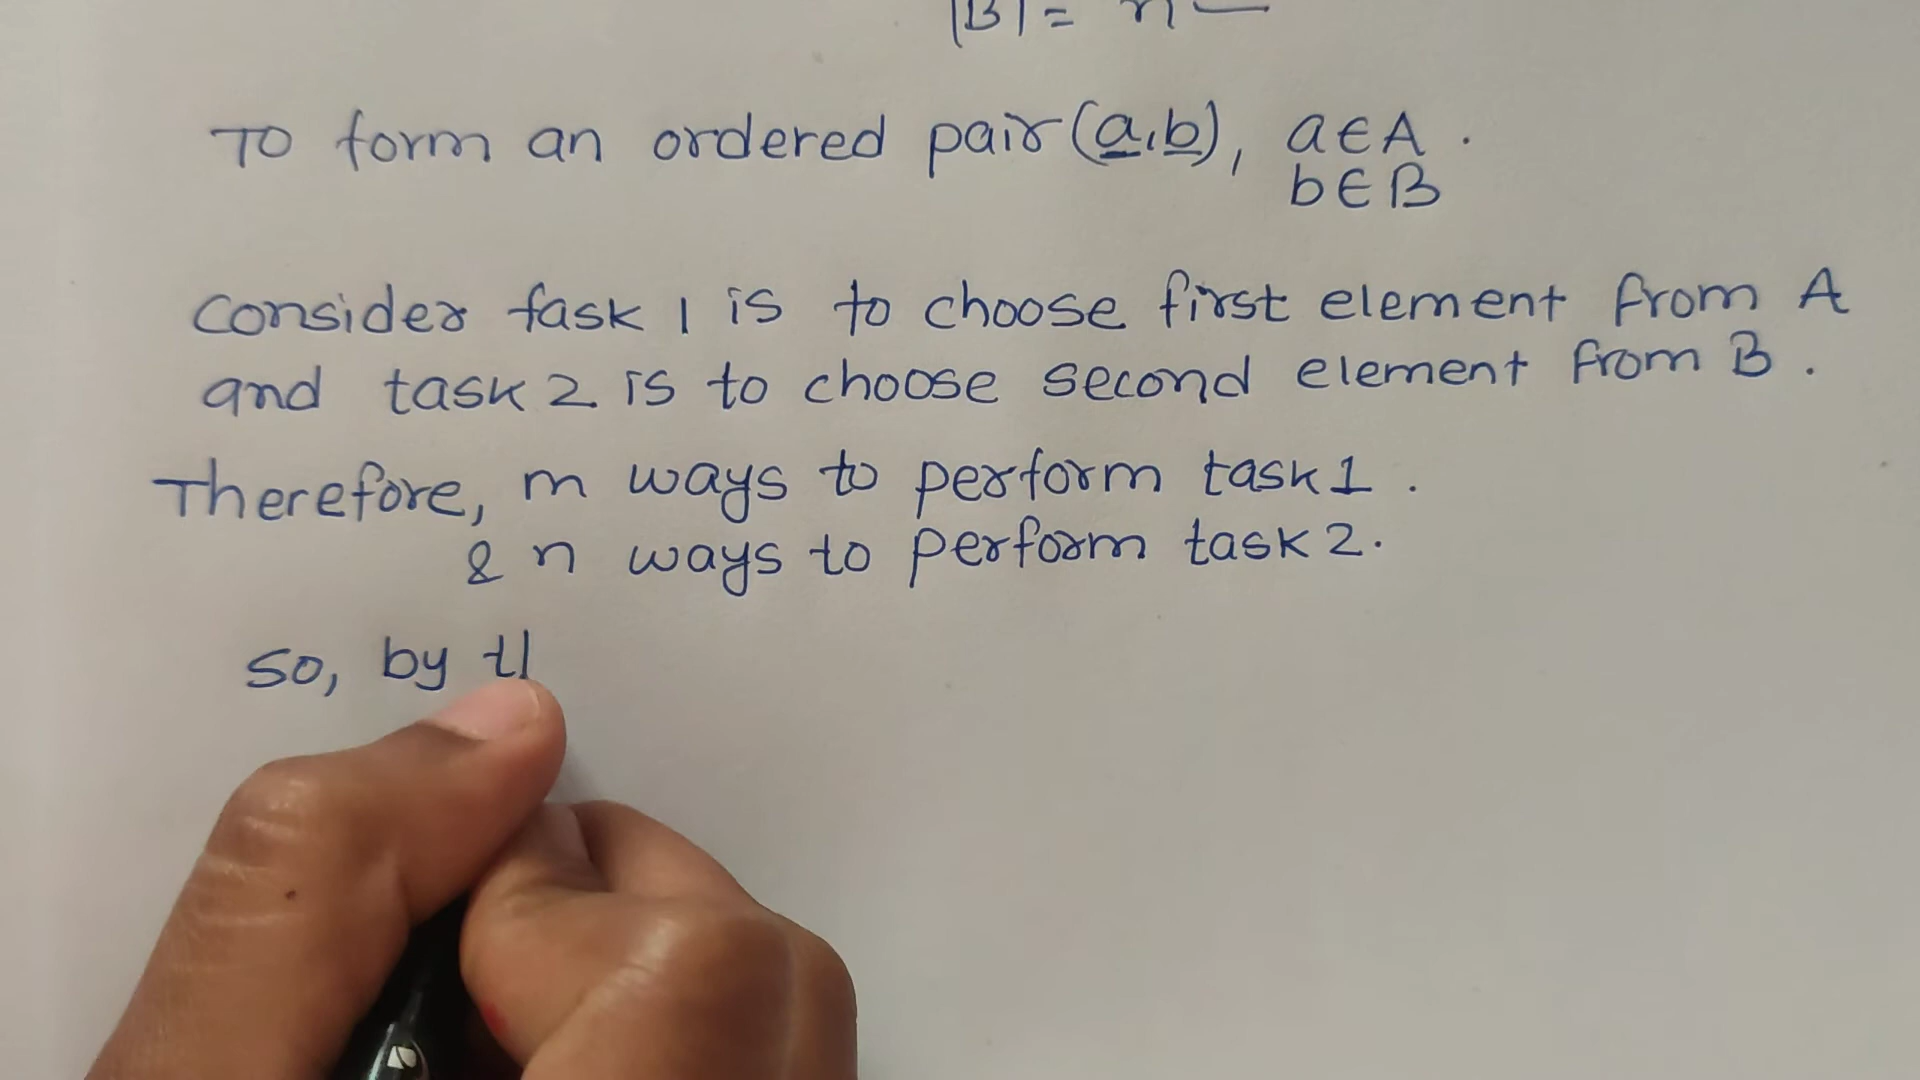 |B| = n
To form an ordered pair (a,b), a∈A.
b∈B
Consider task 1 is to choose first element from A
and task 2 is to choose second element from B.
Therefore, m ways to perform task 1.
& n ways to perform task 2.
So, by